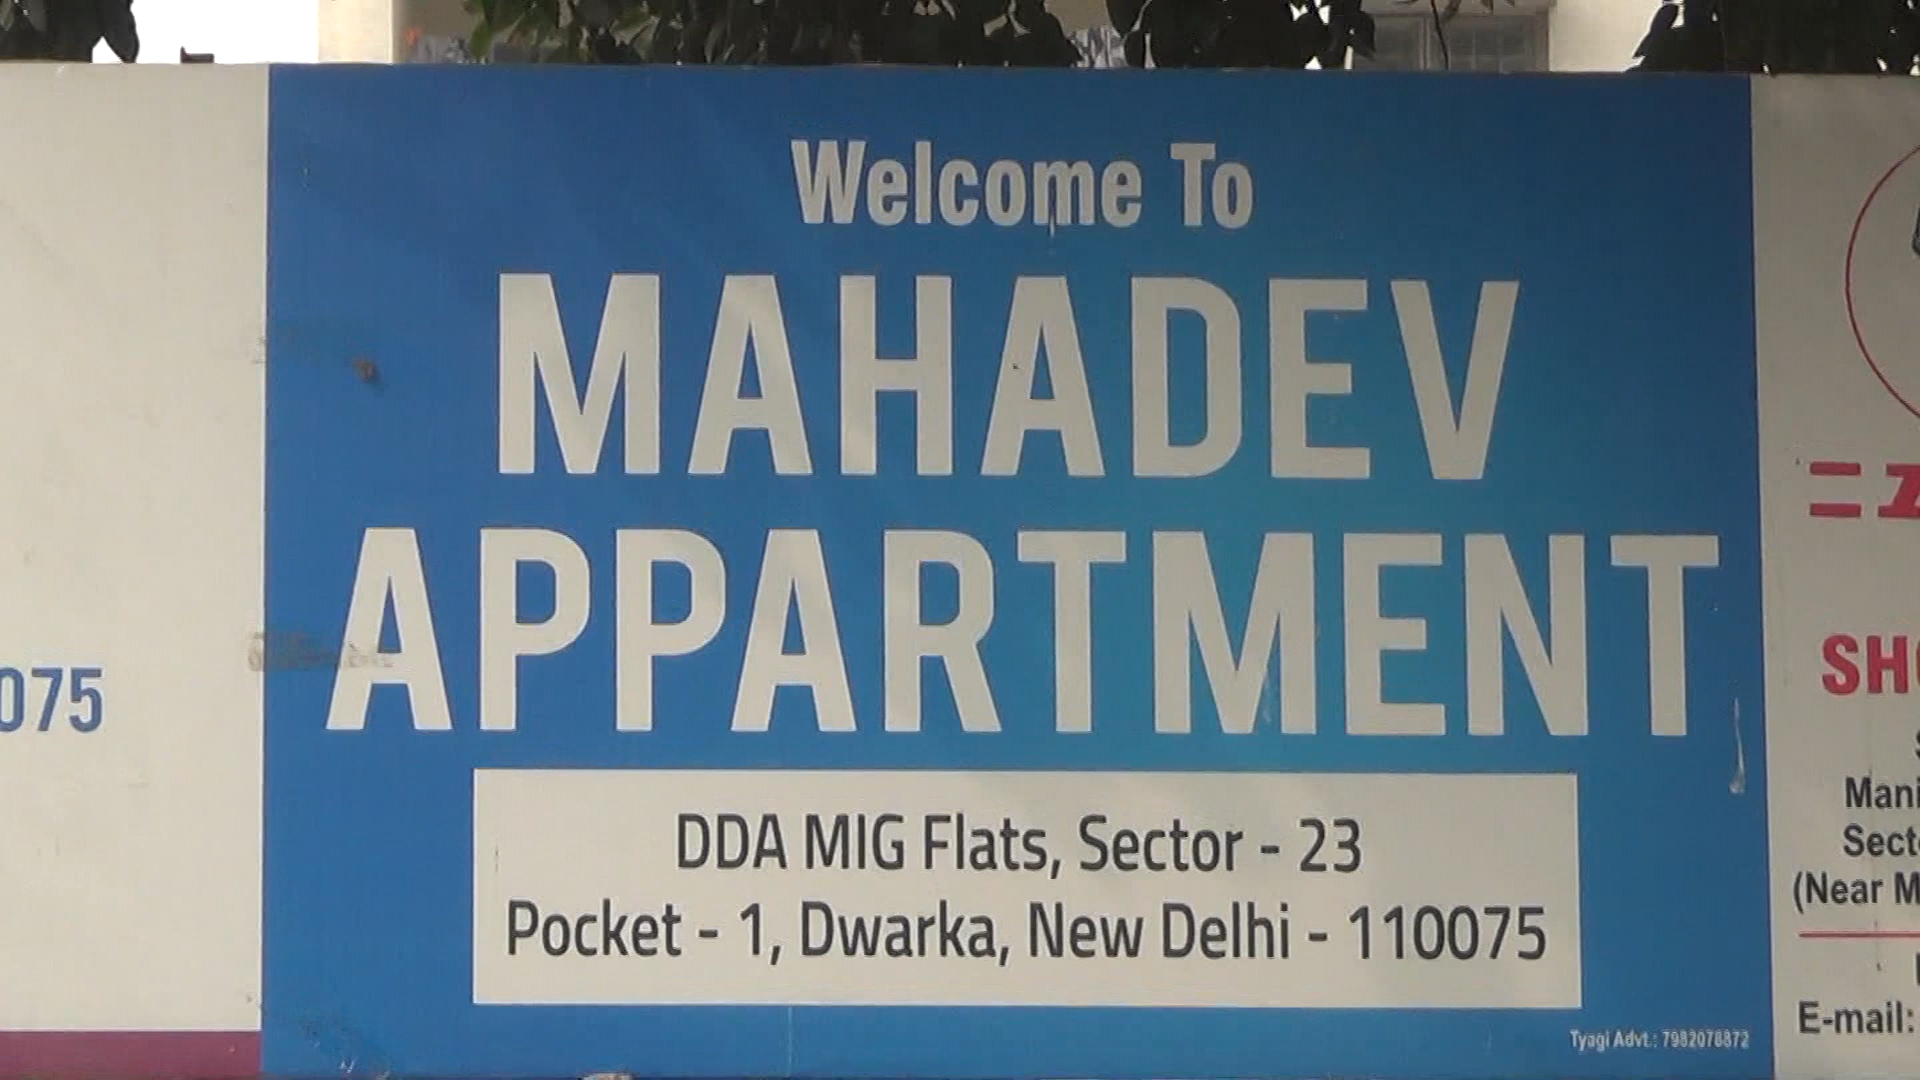 Welcome To
MAHADEV
APPARTMENT
DDA MIG Flats, Sector - 23
Pocket - 1, Dwarka, New Delhi - 110075
Tyagi Advt.: 7982078872
075
SH
Mani
Sect
(Near M
E-mail: